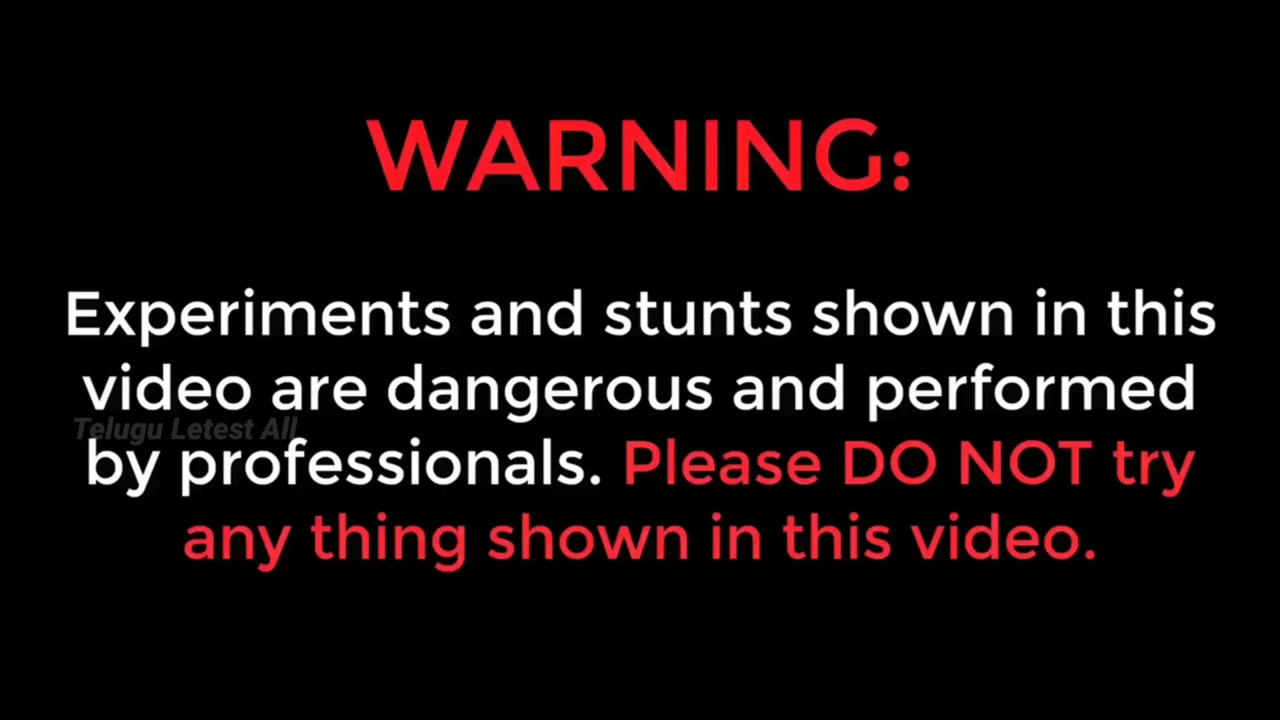 WARNING:
Experiments and stunts shown in this
video are dangerous and performed
Telugu Letest All
by professionals. Please DO NOT try
any thing shown in this video.